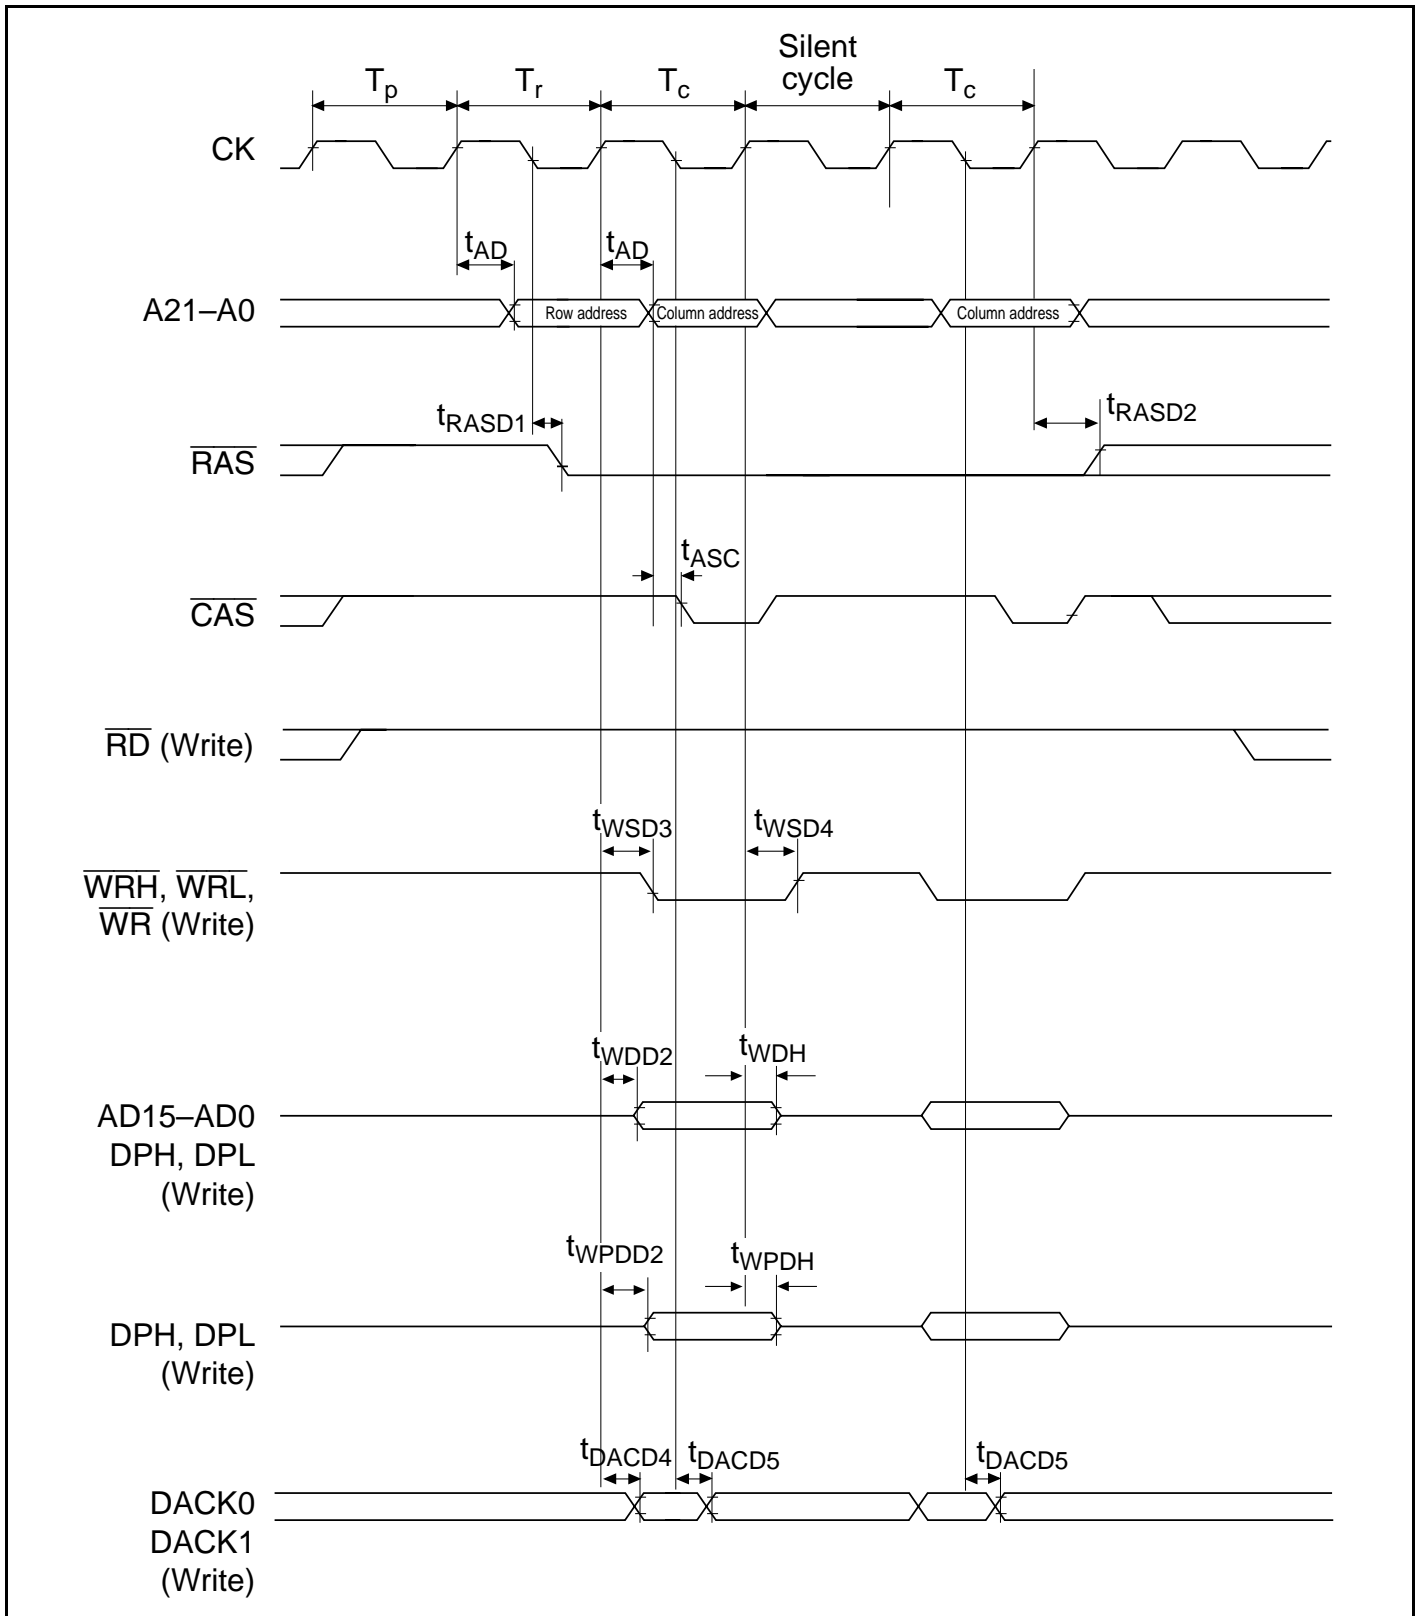 Silent
cycle
Tp
Tr
Tc
Tc
CK
tAD
tAD
A21–A0
Row address
Column address
Column address
tRASD1
tRASD2
RAS
tASC
CAS
RD (Write)
tWSD3
tWSD4
WRH, WRL,
WR (Write)
tWDD2
tWDH
AD15–AD0
DPH, DPL
(Write)
tWPDD2
tWPDH
DPH, DPL
(Write)
tDACD4
tDACD5
tDACD5
DACK0
DACK1
(Write)